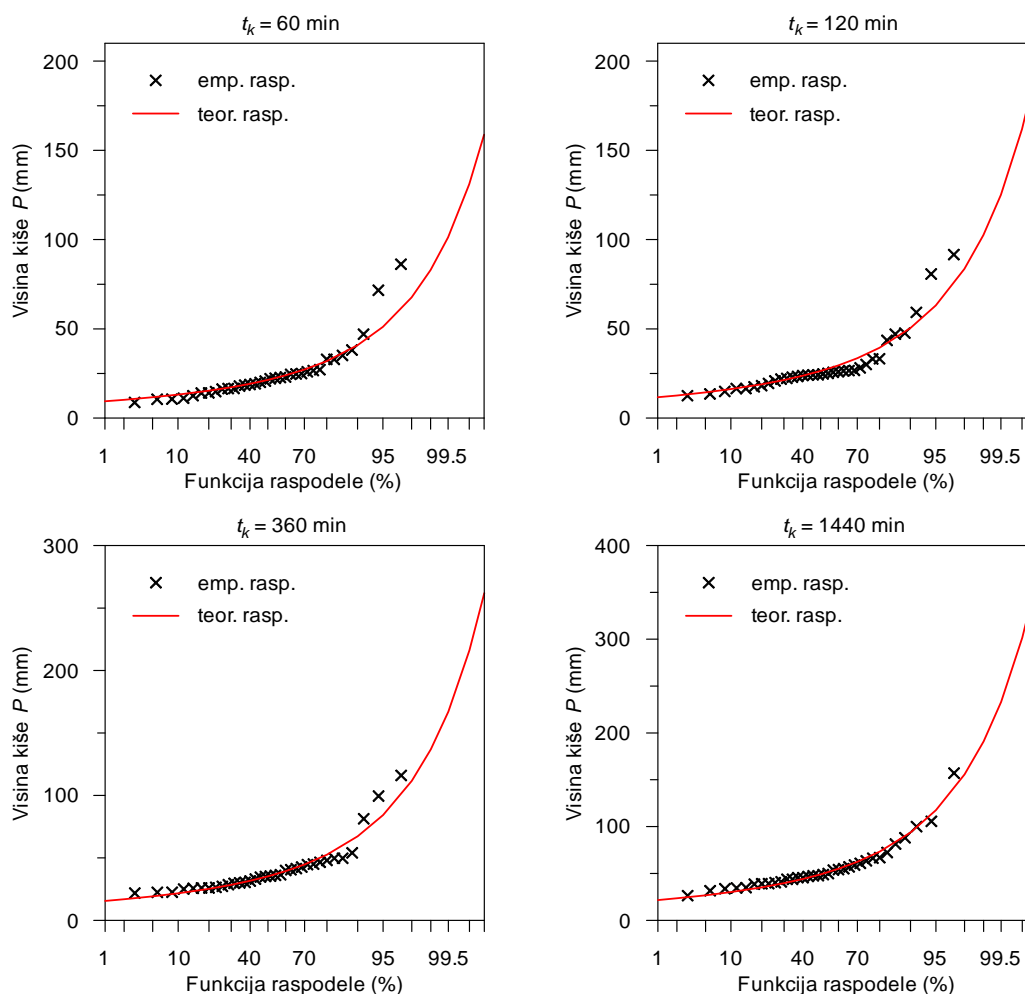 t_k = 60 min
200
150
100
50
0
Visina kiše P (mm)
emp. rasp.
teor. rasp.
1 10 40 70 95 99.5
Funkcija raspodele (%)
t_k = 120 min
200
150
100
50
0
Visina kiše P (mm)
emp. rasp.
teor. rasp.
1 10 40 70 95 99.5
Funkcija raspodele (%)
t_k = 360 min
300
200
100
0
Visina kiše P (mm)
emp. rasp.
teor. rasp.
1 10 40 70 95 99.5
Funkcija raspodele (%)
t_k = 1440 min
400
300
200
100
0
Visina kiše P (mm)
emp. rasp.
teor. rasp.
1 10 40 70 95 99.5
Funkcija raspodele (%)